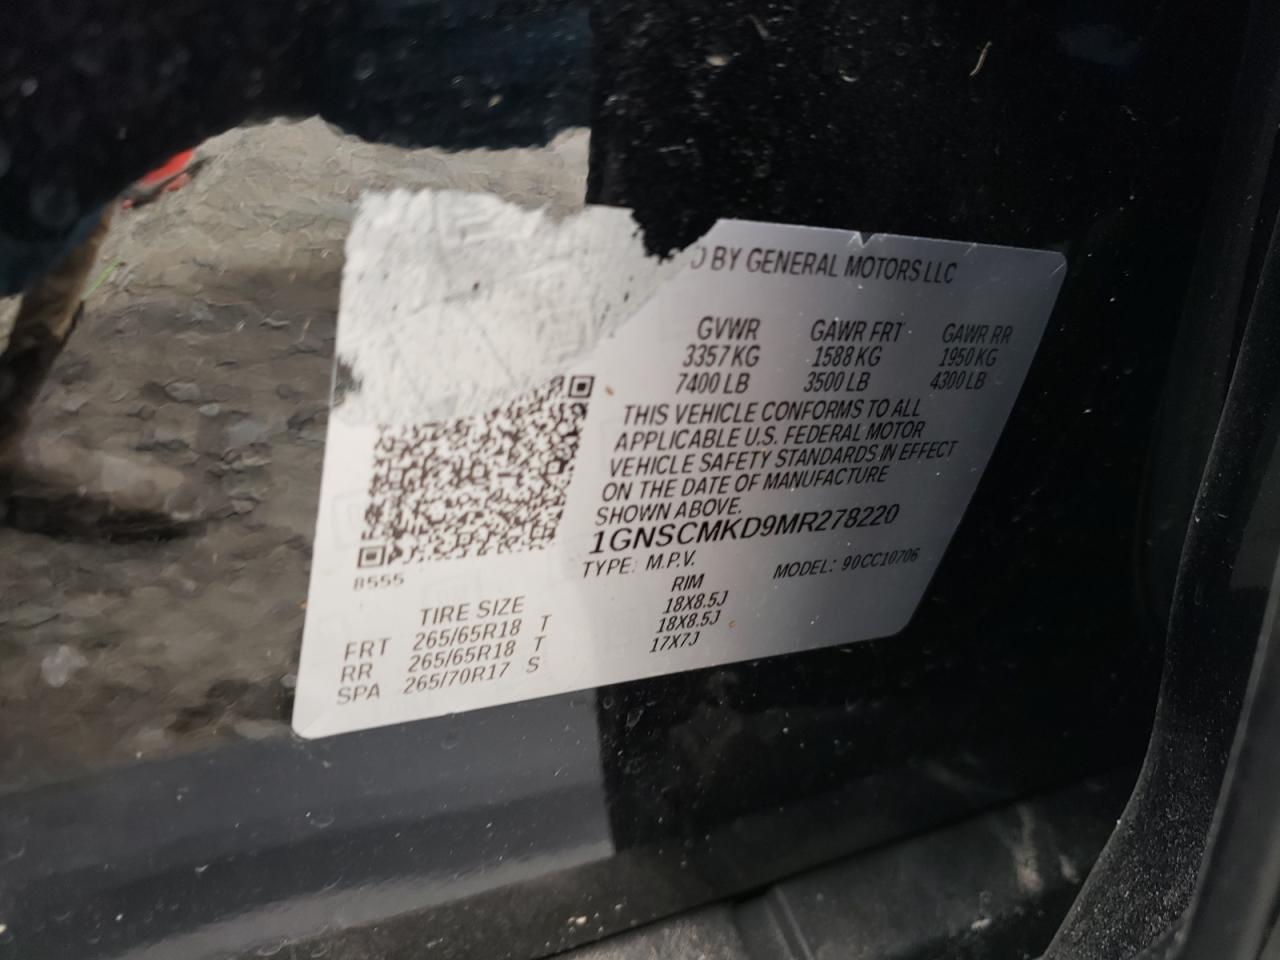 BY GENERAL MOTORS LLC
GVWR GAWR FRT GAWR RR
3357 KG 1588 KG 1950 KG
7400 LB 3500 LB 4300 LB
THIS VEHICLE CONFORMS TO ALL
APPLICABLE U.S. FEDERAL MOTOR
VEHICLE SAFETY STANDARDS IN EFFECT
ON THE DATE OF MANUFACTURE
SHOWN ABOVE.
1GNSCMKD9MR278220
TYPE: M.P.V. MODEL: 90CC10706
8555
TIRE SIZE RIM
FRT 265/65R18 T 18X8.5J
RR 265/65R18 T 18X8.5J
SPA 265/70R17 S 17X7J